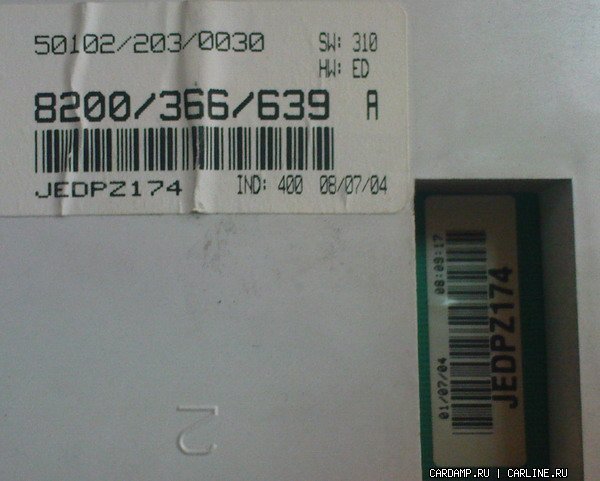 50102/203/0030 SW: 310
HW: ED
8200/366/639 A
JEDPZ174 IND: 400 08/07/04
01/07/04 08:09:17
JEDPZ174
2
CARDAMP.RU | CARLINE.RU